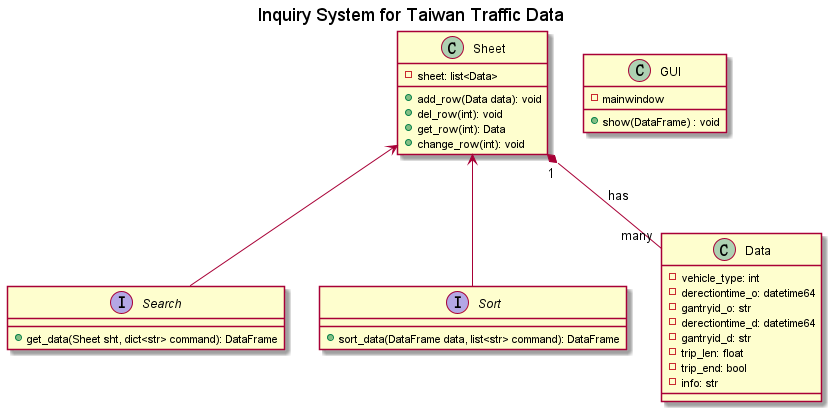 Inquiry System for Taiwan Traffic Data
C Sheet
sheet: list<Data>
add_row(Data data): void
del_row(int): void
get_row(int): Data
change_row(int): void
C GUI
mainwindow
show(DataFrame) : void
1
has
many
I Search
get_data(Sheet sht, dict<str> command): DataFrame
I Sort
sort_data(DataFrame data, list<str> command): DataFrame
C Data
vehicle_type: int
derectiontime_o: datetime64
gantryid_o: str
derectiontime_d: datetime64
gantryid_d: str
trip_len: float
trip_end: bool
info: str